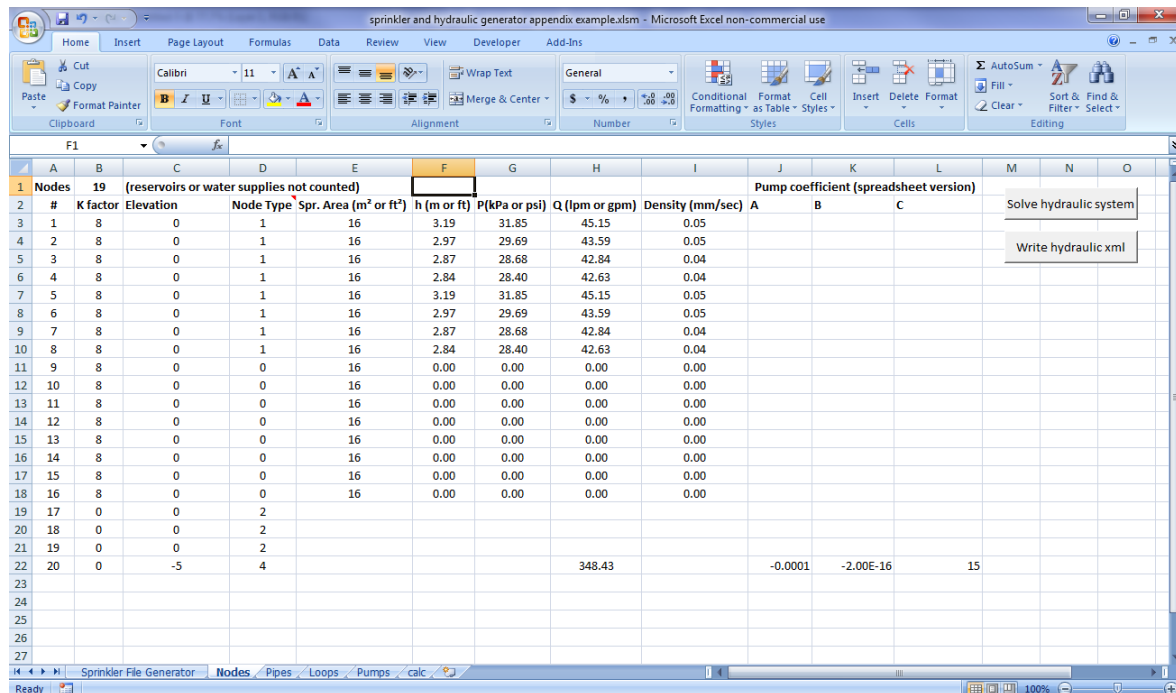 sprinkler and hydraulic generator appendix example.xlsm - Microsoft Excel non-commercial use
Home Insert Page Layout Formulas Data Review View Developer Add-Ins
Cut Calibri 11 Wrap Text General Σ AutoSum
Copy Fill
Paste Format Painter B I U Merge & Center $ % , Conditional Formatting Format as Table Cell Styles Insert Delete Format Clear Sort & Filter Find & Select
Clipboard Font Alignment Number Styles Cells Editing
F1 fx
A B C D E F G H I J K L M N O
1 Nodes 19 (reservoirs or water supplies not counted) Pump coefficient (spreadsheet version)
2 # K factor Elevation Node Type Spr. Area (m² or ft²) h (m or ft) P(kPa or psi) Q (lpm or gpm) Density (mm/sec) A B C Solve hydraulic system
3 1 8 0 1 16 3.19 31.85 45.15 0.05
4 2 8 0 1 16 2.97 29.69 43.59 0.05 Write hydraulic xml
5 3 8 0 1 16 2.87 28.68 42.84 0.04
6 4 8 0 1 16 2.84 28.40 42.63 0.04
7 5 8 0 1 16 3.19 31.85 45.15 0.05
8 6 8 0 1 16 2.97 29.69 43.59 0.05
9 7 8 0 1 16 2.87 28.68 42.84 0.04
10 8 8 0 1 16 2.84 28.40 42.63 0.04
11 9 8 0 0 16 0.00 0.00 0.00 0.00
12 10 8 0 0 16 0.00 0.00 0.00 0.00
13 11 8 0 0 16 0.00 0.00 0.00 0.00
14 12 8 0 0 16 0.00 0.00 0.00 0.00
15 13 8 0 0 16 0.00 0.00 0.00 0.00
16 14 8 0 0 16 0.00 0.00 0.00 0.00
17 15 8 0 0 16 0.00 0.00 0.00 0.00
18 16 8 0 0 16 0.00 0.00 0.00 0.00
19 17 0 0 2
20 18 0 0 2
21 19 0 0 2
22 20 0 -5 4 348.43 -0.0001 -2.00E-16 15
23
24
25
26
27
Sprinkler File Generator Nodes Pipes Loops Pumps calc
Ready 100%